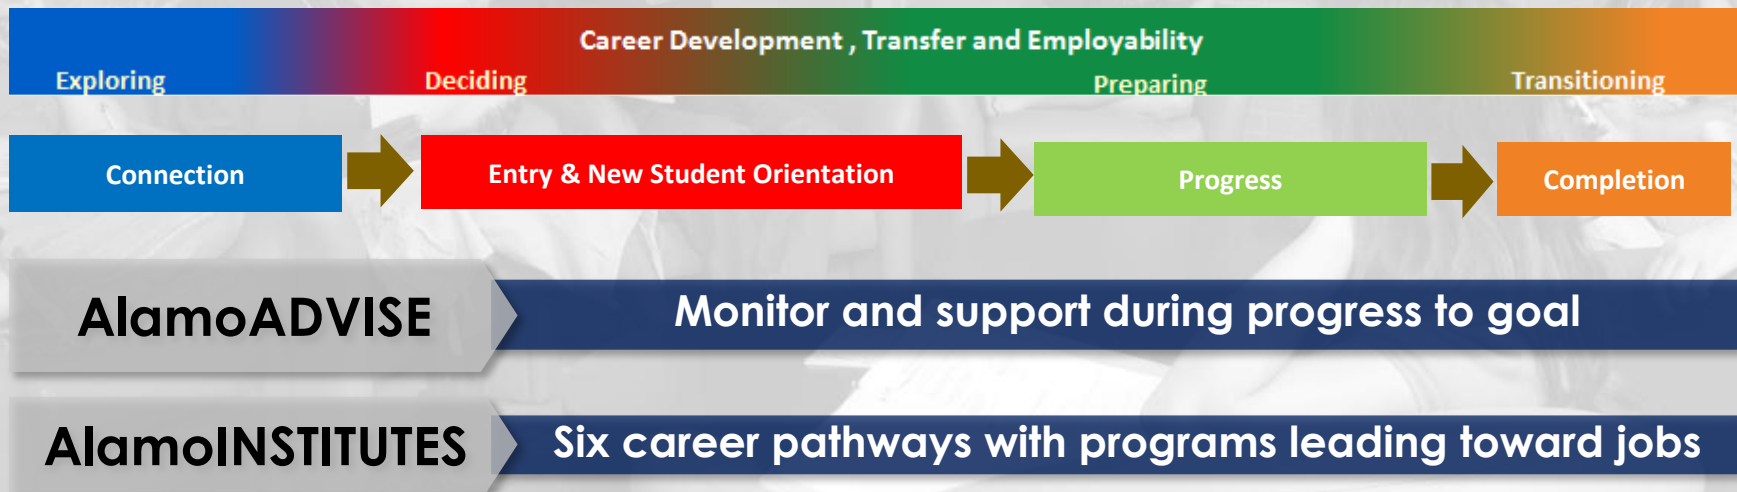 Career Development , Transfer and Employability
Exploring Deciding Preparing Transitioning
Connection Entry & New Student Orientation Progress Completion
AlamoADVISE Monitor and support during progress to goal
AlamoINSTITUTES Six career pathways with programs leading toward jobs